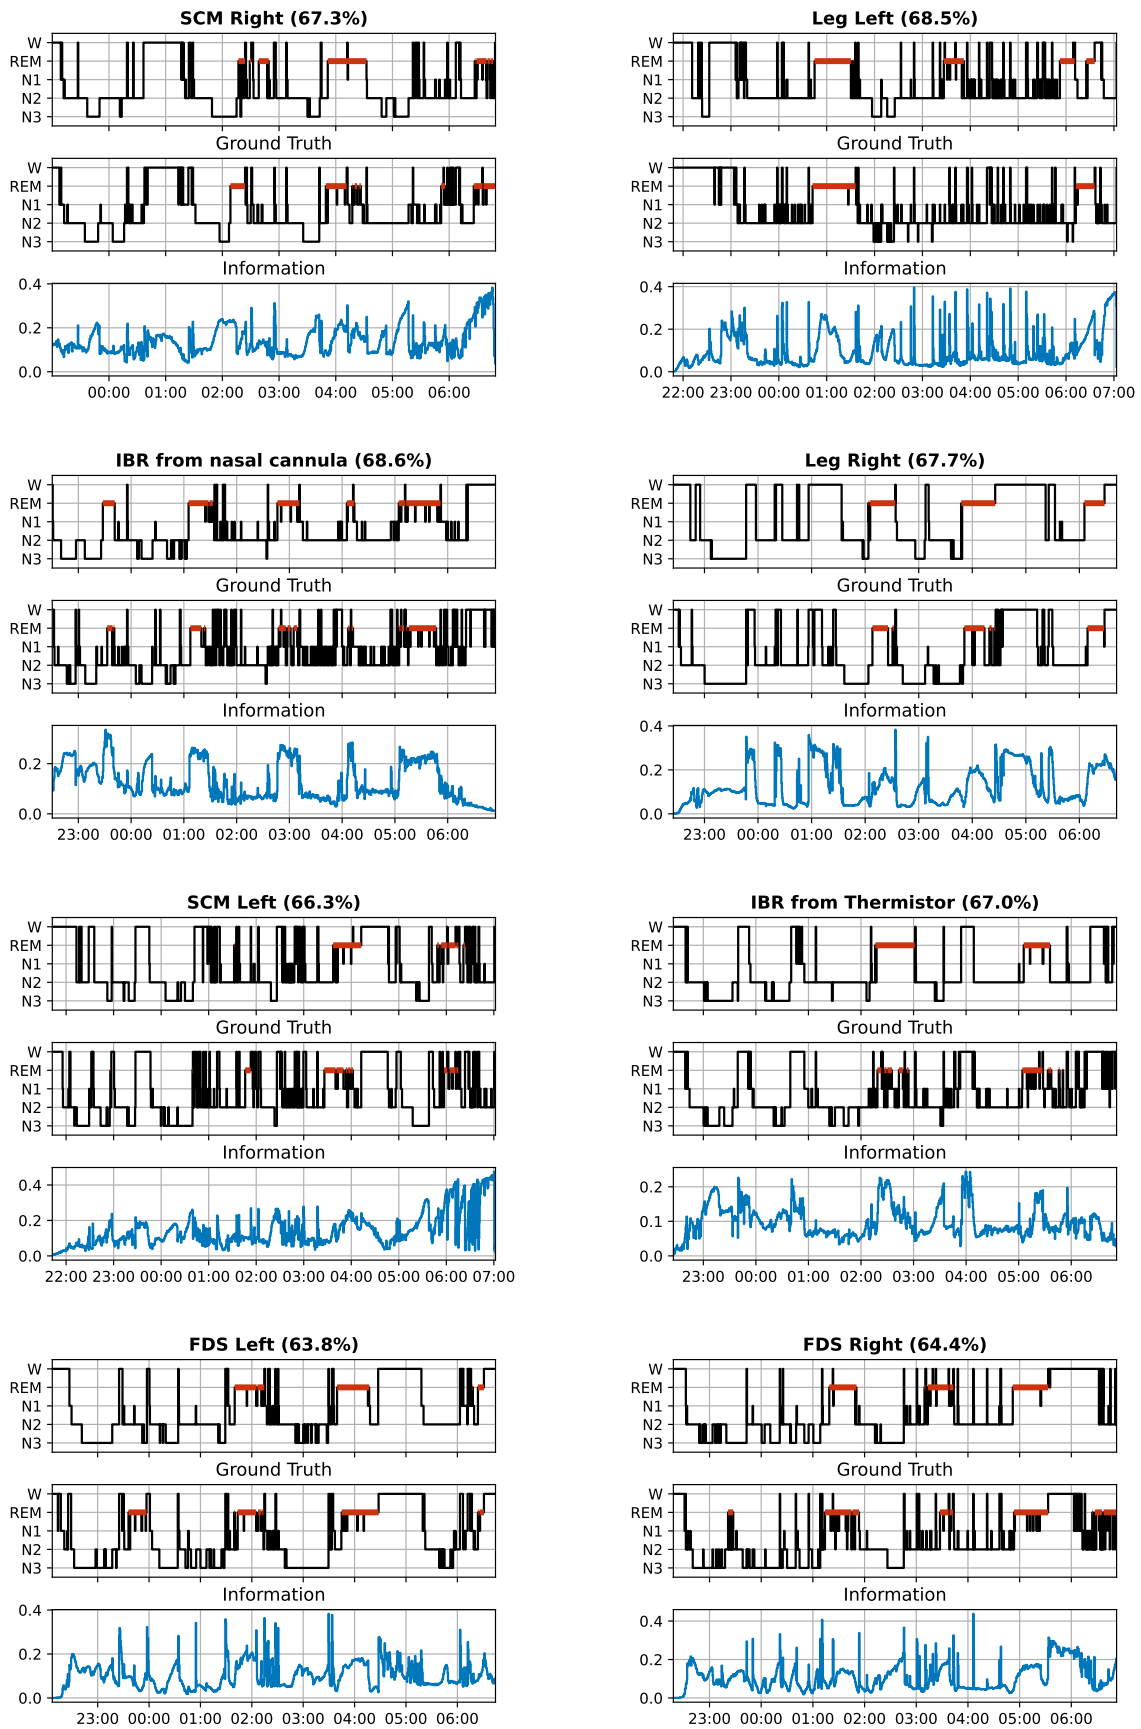 SCM Right (67.3%)
W
REM
N1
N2
N3
Ground Truth
W
REM
N1
N2
N3
Information
0.4
0.2
0.0
00:00 01:00 02:00 03:00 04:00 05:00 06:00
Leg Left (68.5%)
W
REM
N1
N2
N3
Ground Truth
W
REM
N1
N2
N3
Information
0.4
0.2
0.0
22:00 23:00 00:00 01:00 02:00 03:00 04:00 05:00 06:00 07:00
IBR from nasal cannula (68.6%)
W
REM
N1
N2
N3
Ground Truth
W
REM
N1
N2
N3
Information
0.2
0.0
23:00 00:00 01:00 02:00 03:00 04:00 05:00 06:00
Leg Right (67.7%)
W
REM
N1
N2
N3
Ground Truth
W
REM
N1
N2
N3
Information
0.4
0.2
0.0
23:00 00:00 01:00 02:00 03:00 04:00 05:00 06:00
SCM Left (66.3%)
W
REM
N1
N2
N3
Ground Truth
W
REM
N1
N2
N3
Information
0.4
0.2
0.0
22:00 23:00 00:00 01:00 02:00 03:00 04:00 05:00 06:00 07:00
IBR from Thermistor (67.0%)
W
REM
N1
N2
N3
Ground Truth
W
REM
N1
N2
N3
Information
0.2
0.1
0.0
23:00 00:00 01:00 02:00 03:00 04:00 05:00 06:00
FDS Left (63.8%)
W
REM
N1
N2
N3
Ground Truth
W
REM
N1
N2
N3
Information
0.4
0.2
0.0
23:00 00:00 01:00 02:00 03:00 04:00 05:00 06:00
FDS Right (64.4%)
W
REM
N1
N2
N3
Ground Truth
W
REM
N1
N2
N3
Information
0.4
0.2
0.0
23:00 00:00 01:00 02:00 03:00 04:00 05:00 06:00